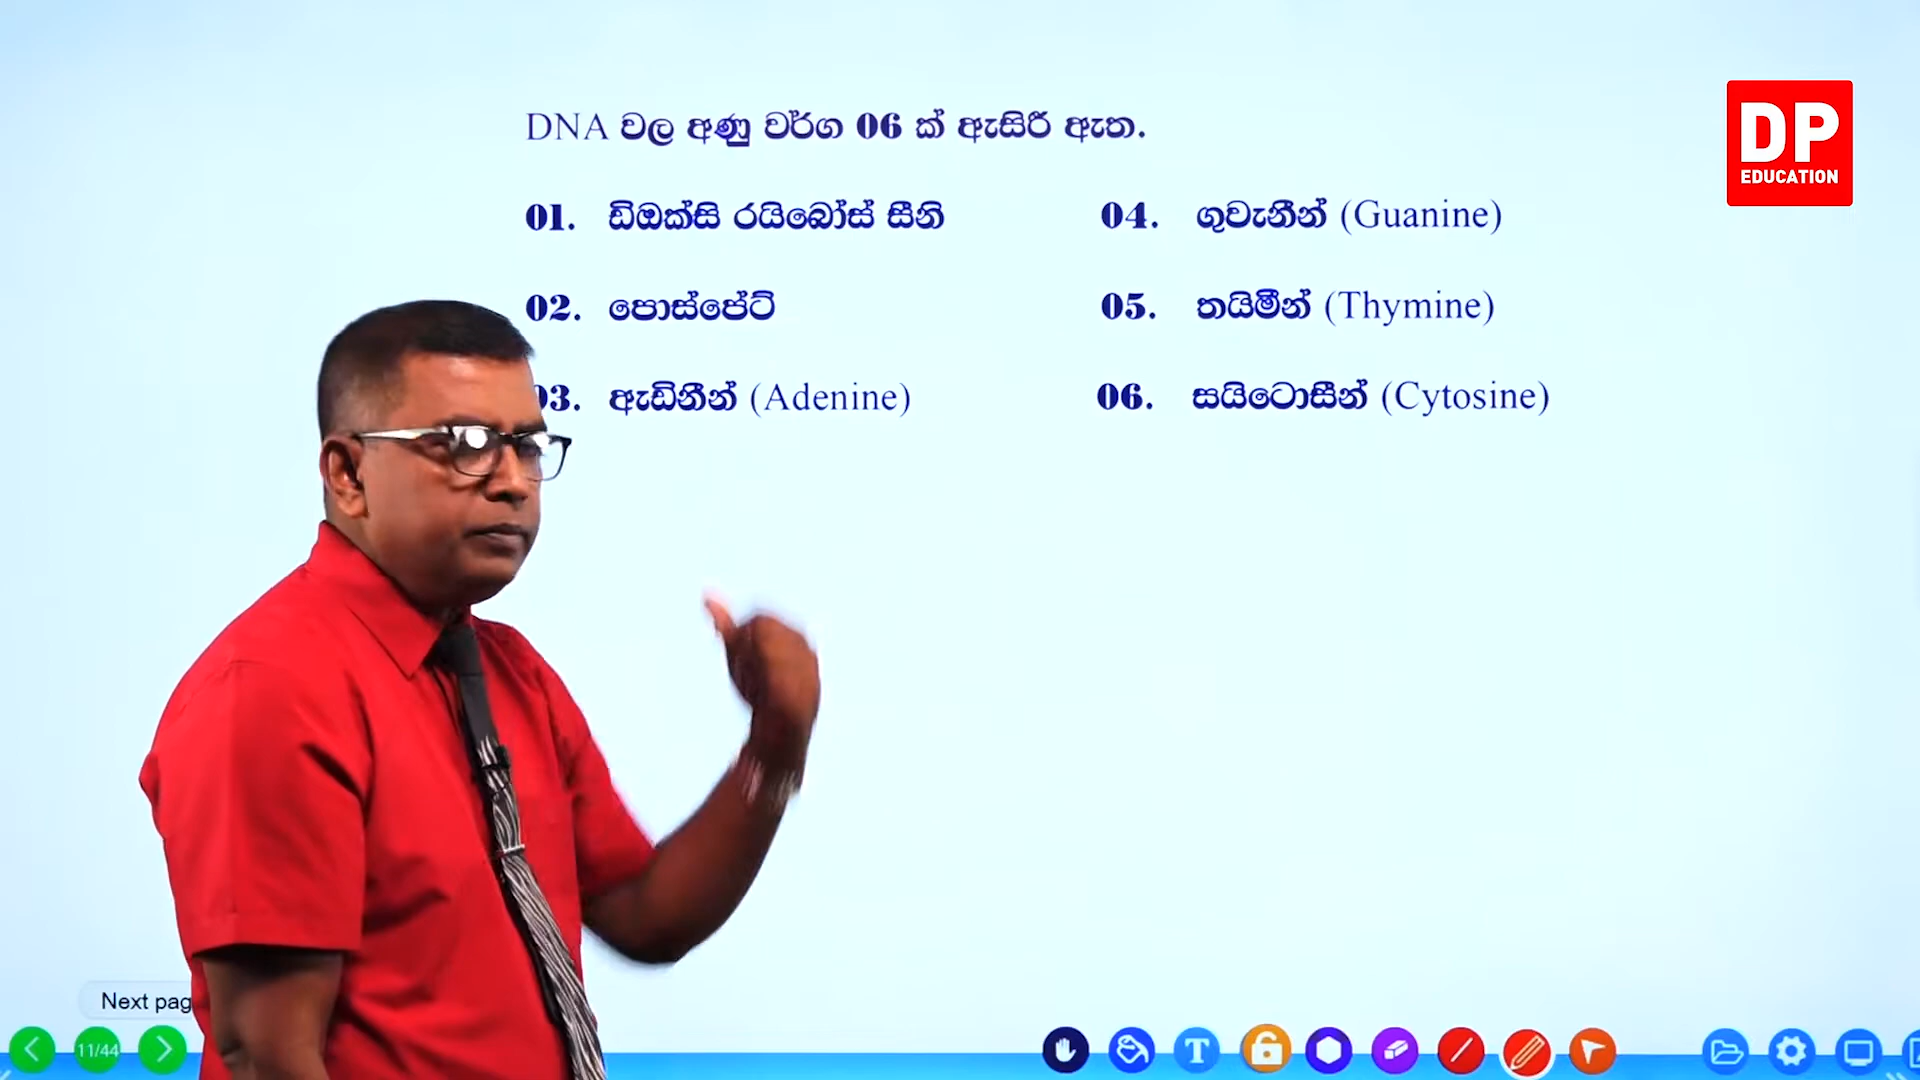 DNA වල අණු වර්ග 06 ක් ඇසිරී ඇත.
01. ඩිඔක්සි රයිබෝස් සීනි
02. පොස්පේට්
03. ඇඩිනීන් (Adenine)
04. ගුවැනීන් (Guanine)
05. තයිමීන් (Thymine)
06. සයිටොසීන් (Cytosine)
DP
EDUCATION
Next pag
11/44
T